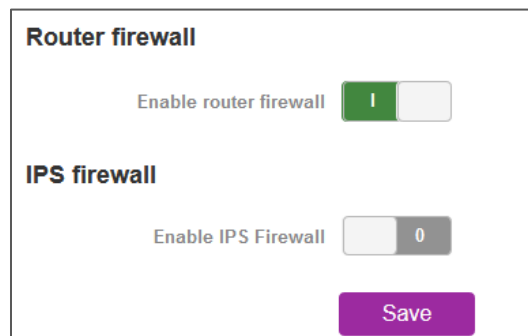 Router firewall
Enable router firewall I
IPS firewall
Enable IPS Firewall 0
Save